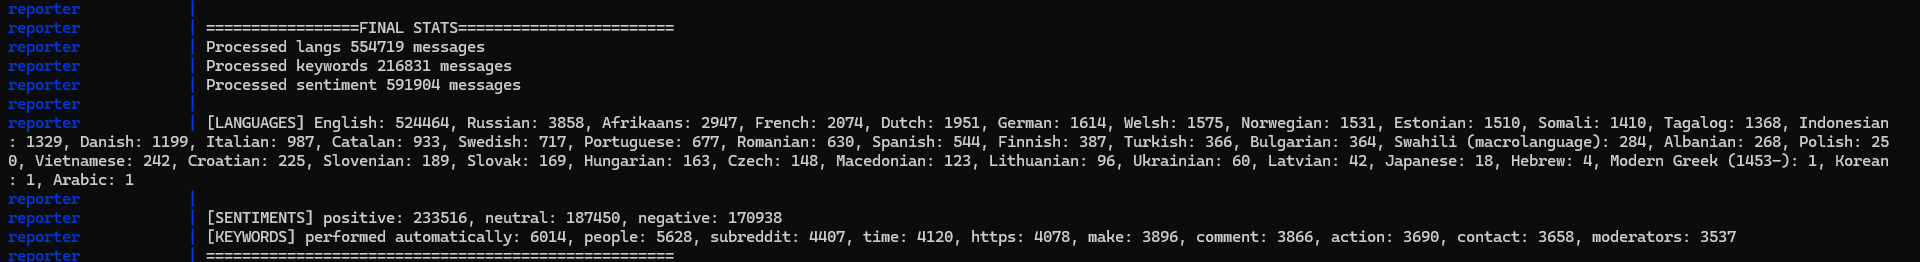 reporter |
reporter | =================FINAL STATS========================
reporter | Processed langs 554719 messages
reporter | Processed keywords 216831 messages
reporter | Processed sentiment 591904 messages
reporter |
reporter | [LANGUAGES] English: 524464, Russian: 3858, Afrikaans: 2947, French: 2074, Dutch: 1951, German: 1614, Welsh: 1575, Norwegian: 1531, Estonian: 1510, Somali: 1410, Tagalog: 1368, Indonesian
: 1329, Danish: 1199, Italian: 987, Catalan: 933, Swedish: 717, Portuguese: 677, Romanian: 630, Spanish: 544, Finnish: 387, Turkish: 366, Bulgarian: 364, Swahili (macrolanguage): 284, Albanian: 268, Polish: 25
0, Vietnamese: 242, Croatian: 225, Slovenian: 189, Slovak: 169, Hungarian: 163, Czech: 148, Macedonian: 123, Lithuanian: 96, Ukrainian: 60, Latvian: 42, Japanese: 18, Hebrew: 4, Modern Greek (1453-): 1, Korean
: 1, Arabic: 1
reporter |
reporter | [SENTIMENTS] positive: 233516, neutral: 187450, negative: 170938
reporter | [KEYWORDS] performed automatically: 6014, people: 5628, subreddit: 4407, time: 4120, https: 4078, make: 3896, comment: 3866, action: 3690, contact: 3658, moderators: 3537
reporter | ====================================================